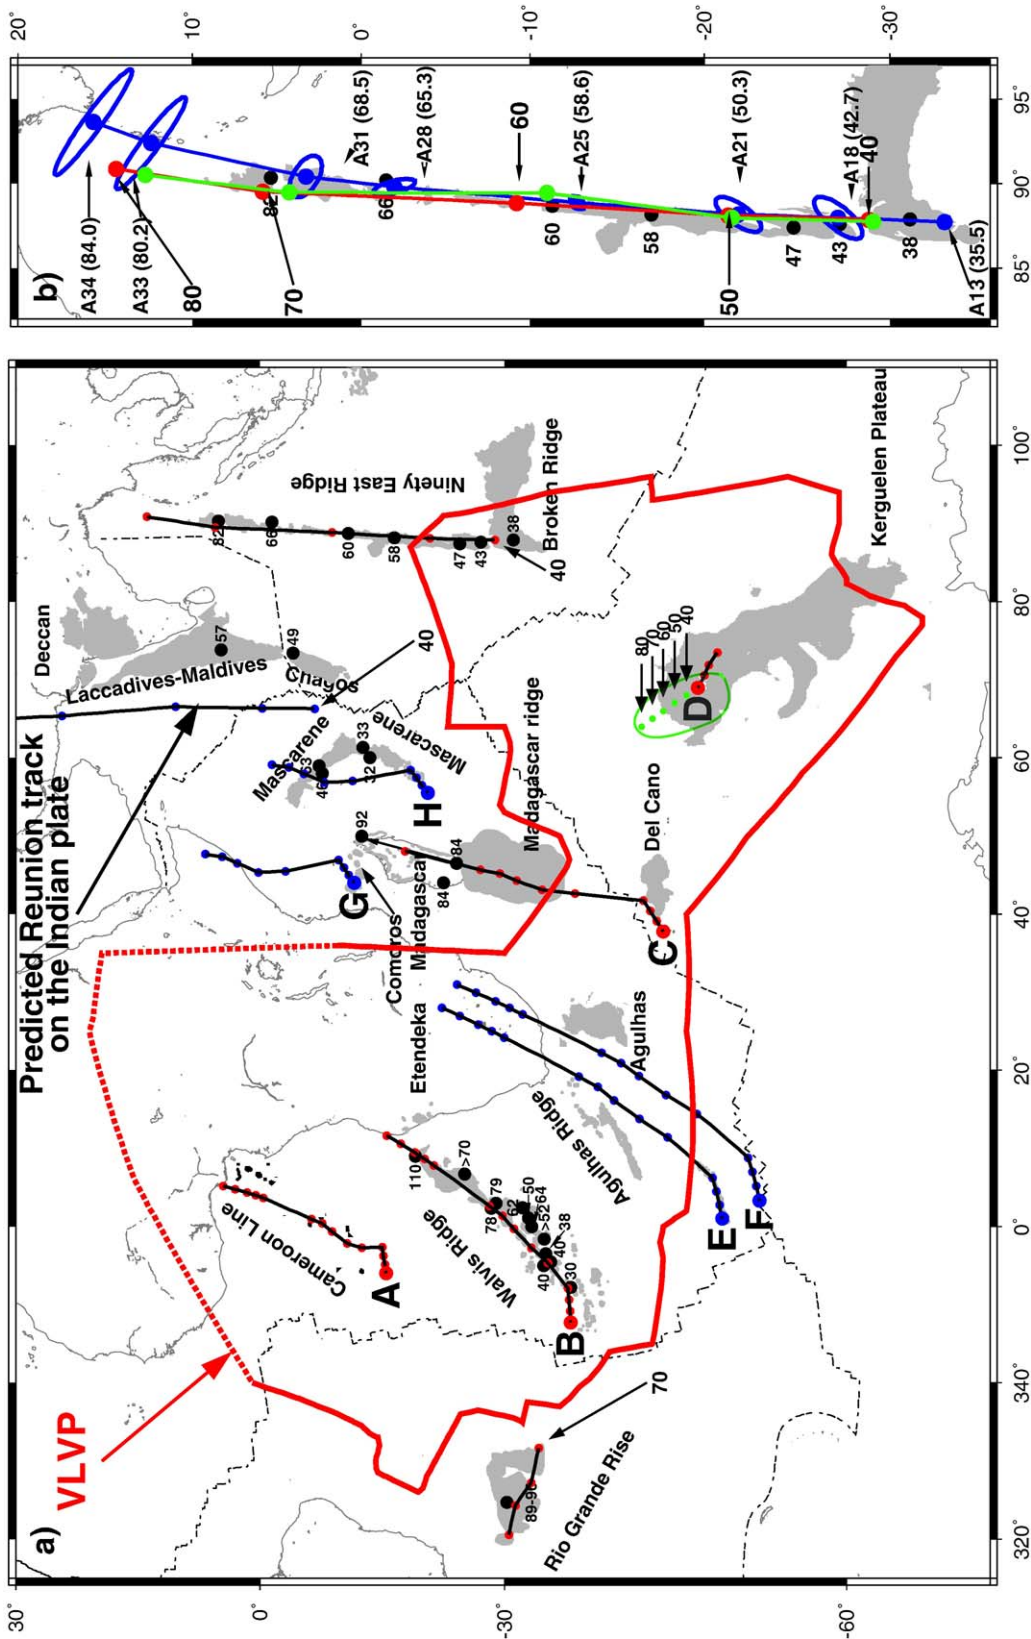 a)
VLVP
Predicted Reunion track
on the Indian plate
Deccan
Laccadives-Maldives
Chagos
57
49
40
Ninety East Ridge
82
66
60
58
47
43
38
40
Broken Ridge
Mascarene
Mascarene
33
32
53
46
H
G
Comoros
Madagascar
92
84
84
Madagascar ridge
Del Cano
C
Kerguelen Plateau
80
70
60
50
40
D
Etendeka
Agulhas
Agulhas Ridge
E
F
Cameroon Line
A
Walvis Ridge
110
>70
79
78
62
~50
64
>52
<38
40
40
30
B
70
89-90
Rio Grande Rise
30°
0°
-30°
-60°
320°
340°
0°
20°
40°
60°
80°
100°
b)
A34 (84.0)
A33 (80.2)
80
70
A31 (68.5)
A28 (65.3)
60
A25 (58.6)
A21 (50.3)
50
A18 (42.7)
40
A13 (35.5)
82
66
60
58
47
43
38
20°
10°
0°
-10°
-20°
-30°
85°
90°
95°